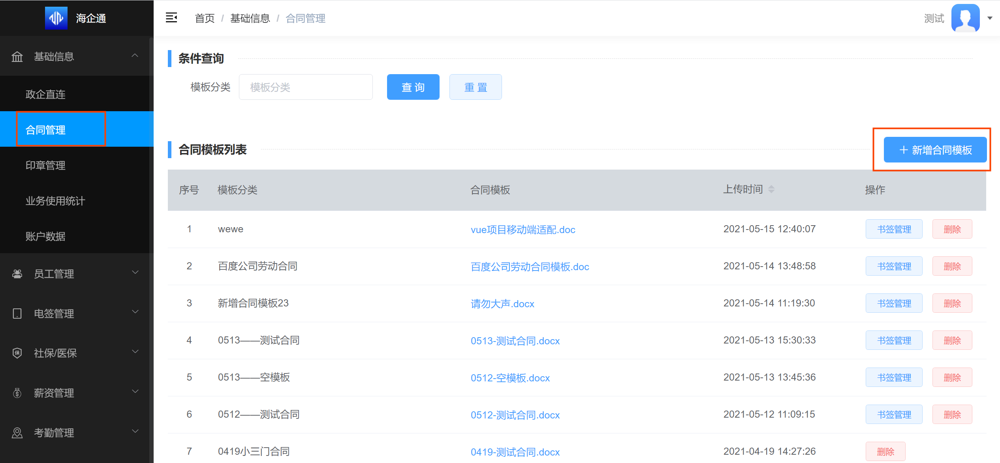 海企通
首页 / 基础信息 / 合同管理
测试
基础信息
政企直连
合同管理
印章管理
业务使用统计
账户数据
员工管理
电签管理
保
社保/医保
$
薪资管理
考勤管理
条件查询
模板分类
模板分类
查 询
重 置
合同模板列表
+ 新增合同模板
序号 模板分类 合同模板 上传时间 操作
1 wewe vue项目移动端适配.doc 2021-05-15 12:40:07 书签管理 删除
2 百度公司劳动合同 百度公司劳动合同模板.doc 2021-05-14 13:48:58 书签管理 删除
3 新增合同模板23 请勿大声.docx 2021-05-14 11:19:30 书签管理 删除
4 0513——测试合同 0513-测试合同.docx 2021-05-13 15:30:33 书签管理 删除
5 0513——空模板 0512-空模板.docx 2021-05-13 13:45:36 书签管理 删除
6 0512——测试合同 0512-测试合同.docx 2021-05-12 11:09:15 书签管理 删除
7 0419小三门合同 0419-测试合同.docx 2021-04-19 14:27:26 删除